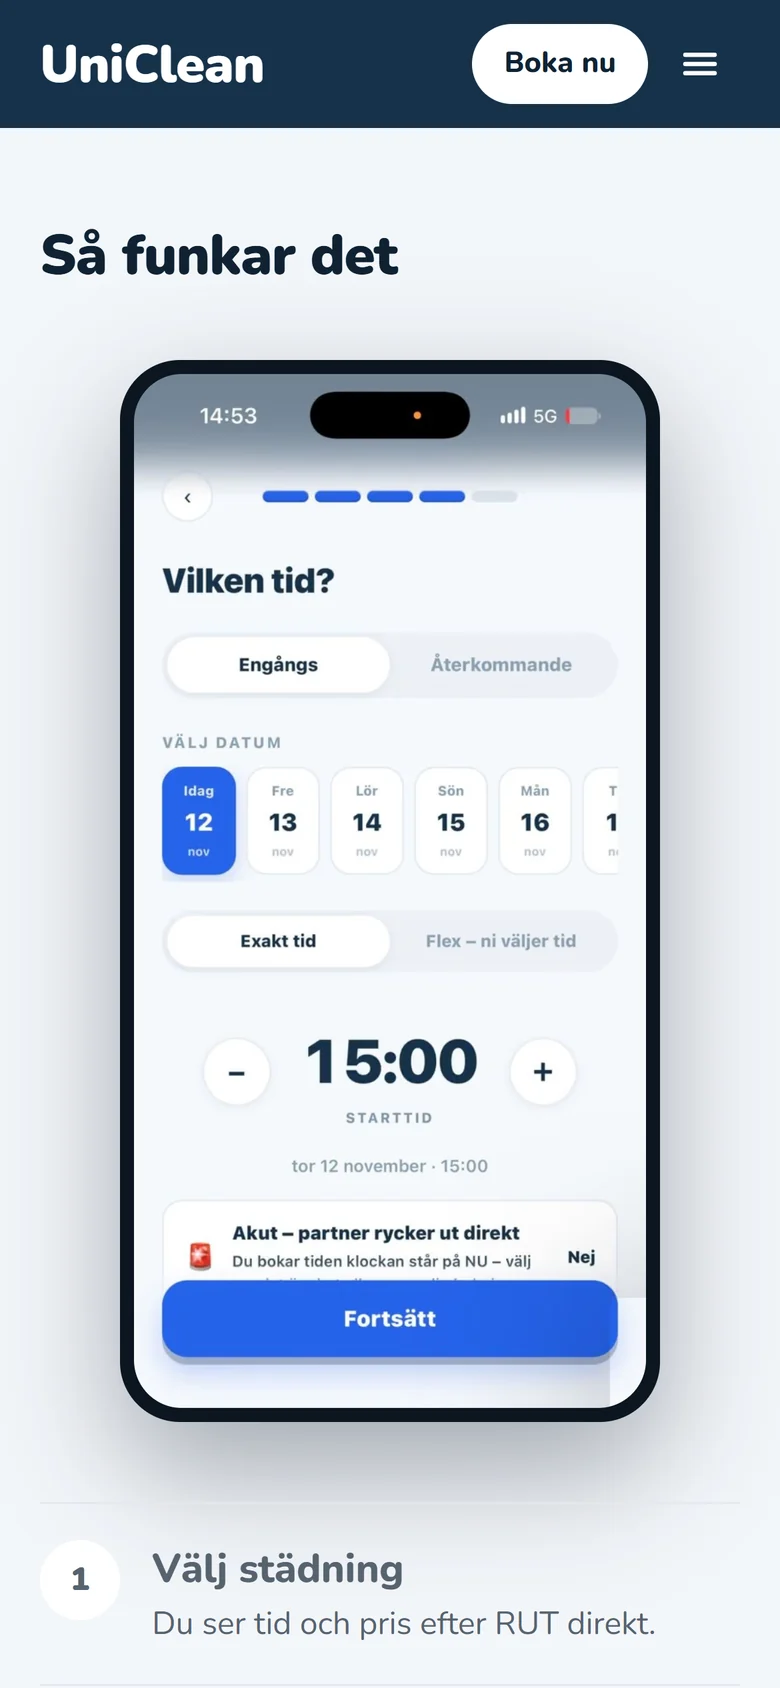 UniClean
Boka nu
Så funkar det
14:53
5G
Vilken tid?
Engångs
Återkommande
VÄLJ DATUM
Idag
12
nov
Fre
13
nov
Lör
14
nov
Sön
15
nov
Mån
16
nov
Exakt tid
Flex – ni väljer tid
–
15:00
+
STARTTID
tor 12 november · 15:00
Akut – partner rycker ut direkt
Du bokar tiden klockan står på NU – välj
Nej
Fortsätt
1
Välj städning
Du ser tid och pris efter RUT direkt.